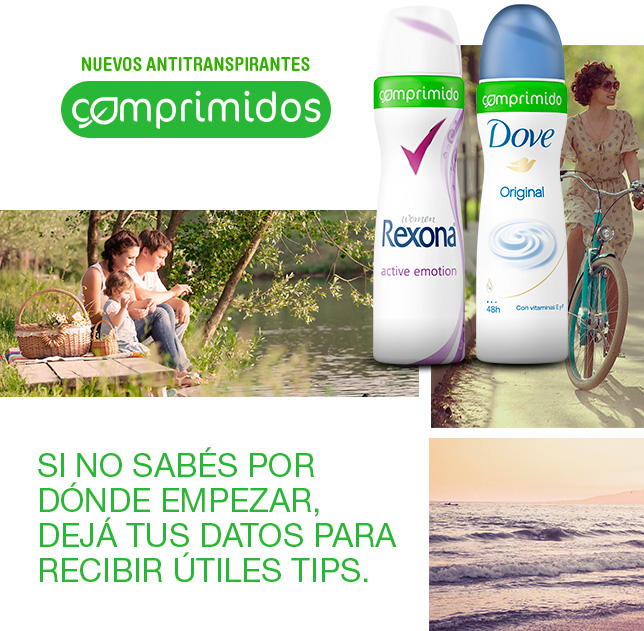 NUEVOS ANTITRANSPIRANTES
comprimidos
comprimido
women
Rexona
active emotion
comprimido
Dove
Original
48h
Con vitaminas E y F
SI NO SABÉS POR
DÓNDE EMPEZAR,
DEJÁ TUS DATOS PARA
RECIBIR ÚTILES TIPS.